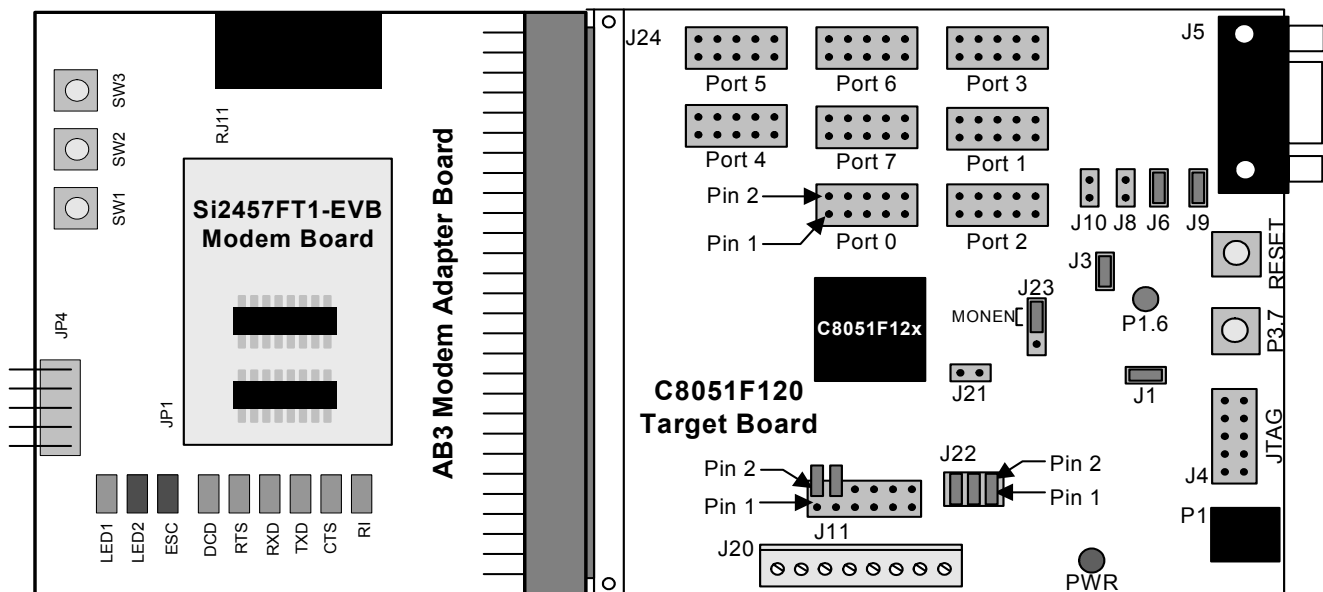 SW3
SW2
SW1
RJ11
Si2457FT1-EVB
Modem Board
JP4
JP1
AB3 Modem Adapter Board
LED1
LED2
ESC
DCD
RTS
RXD
TXD
CTS
RI
J24
Port 5
Port 6
Port 3
Port 4
Port 7
Port 1
Pin 2
Pin 1
Port 0
Port 2
J5
J10
J8
J6
J9
RESET
J3
J23
MONEN
P1.6
P3.7
C8051F12x
J21
J1
C8051F120
Target Board
JTAG
J4
Pin 2
Pin 1
J11
J22
Pin 2
Pin 1
P1
J20
PWR